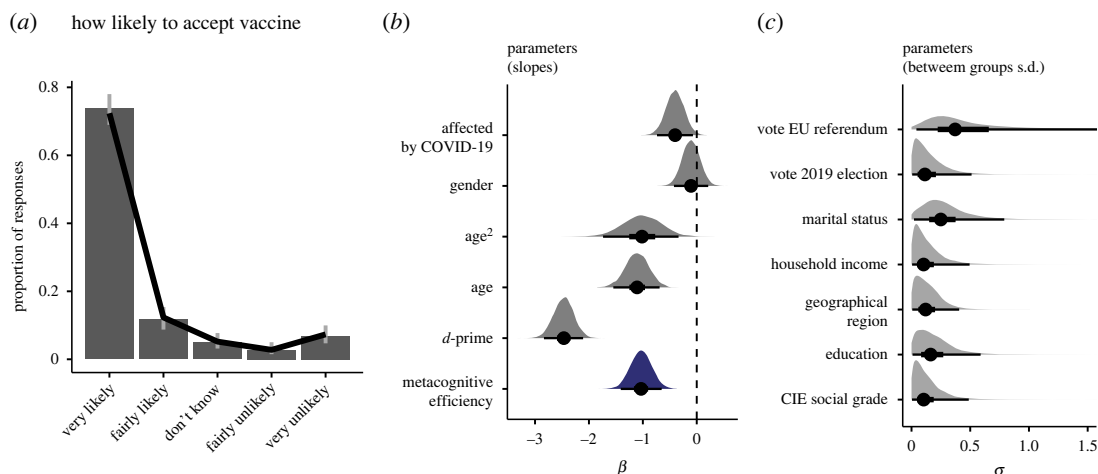 (a) how likely to accept vaccine
proportion of responses
0.8
0.6
0.4
0.2
0
very likely
fairly likely
don't know
fairly unlikely
very unlikely
(b)
parameters
(slopes)
affected
by COVID-19
gender
age²
age
d-prime
metacognitive
efficiency
–3 –2 –1 0
β
(c)
parameters
(betweem groups s.d.)
vote EU referendum
vote 2019 election
marital status
household income
geographical
region
education
CIE social grade
0 0.5 1.0 1.5
σ